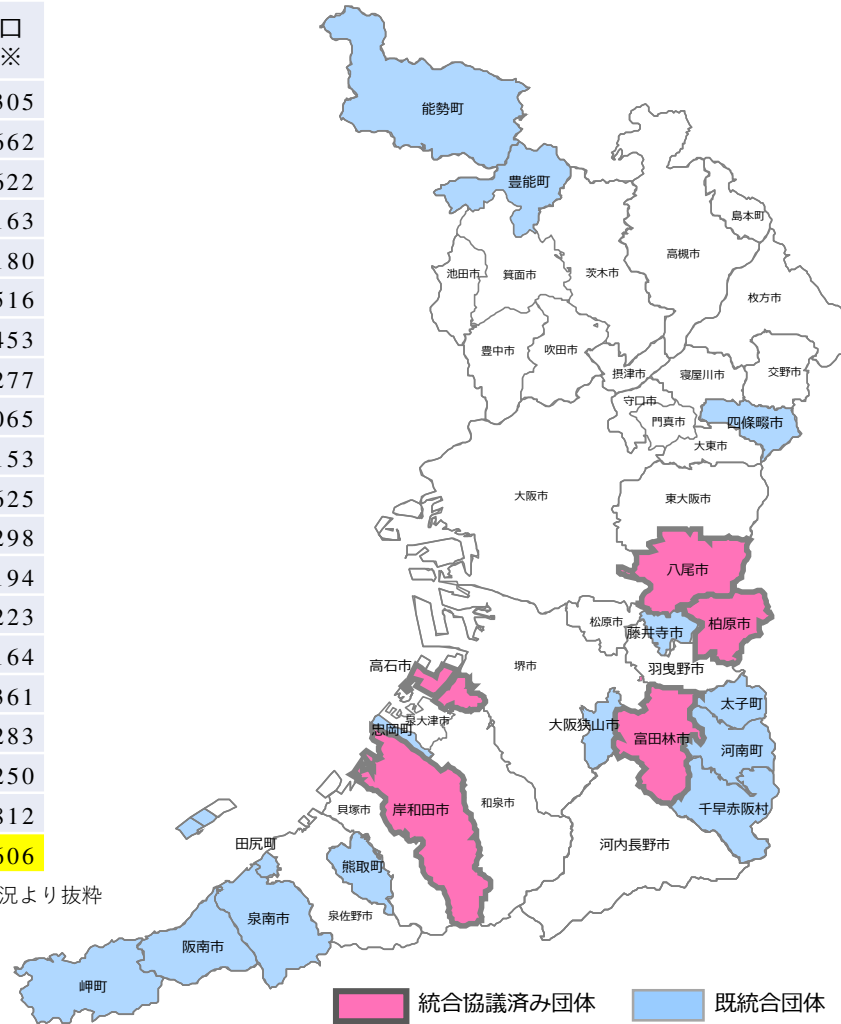 口
※
305
662
622
163
180
516
453
277
065
153
625
298
194
223
164
361
283
250
812
606
況より抜粋
能勢町
豊能町
島本町
高槻市
池田市
箕面市
茨木市
枚方市
豊中市
吹田市
摂津市
寝屋川市
交野市
守口市
門真市
四條畷市
大東市
大阪市
東大阪市
八尾市
松原市
藤井寺市
柏原市
高石市
堺市
羽曳野市
太子町
泉大津市
忠岡町
大阪狭山市
富田林市
河南町
貝塚市
岸和田市
和泉市
千早赤阪村
田尻町
河内長野市
熊取町
泉佐野市
泉南市
阪南市
岬町
統合協議済み団体
既統合団体